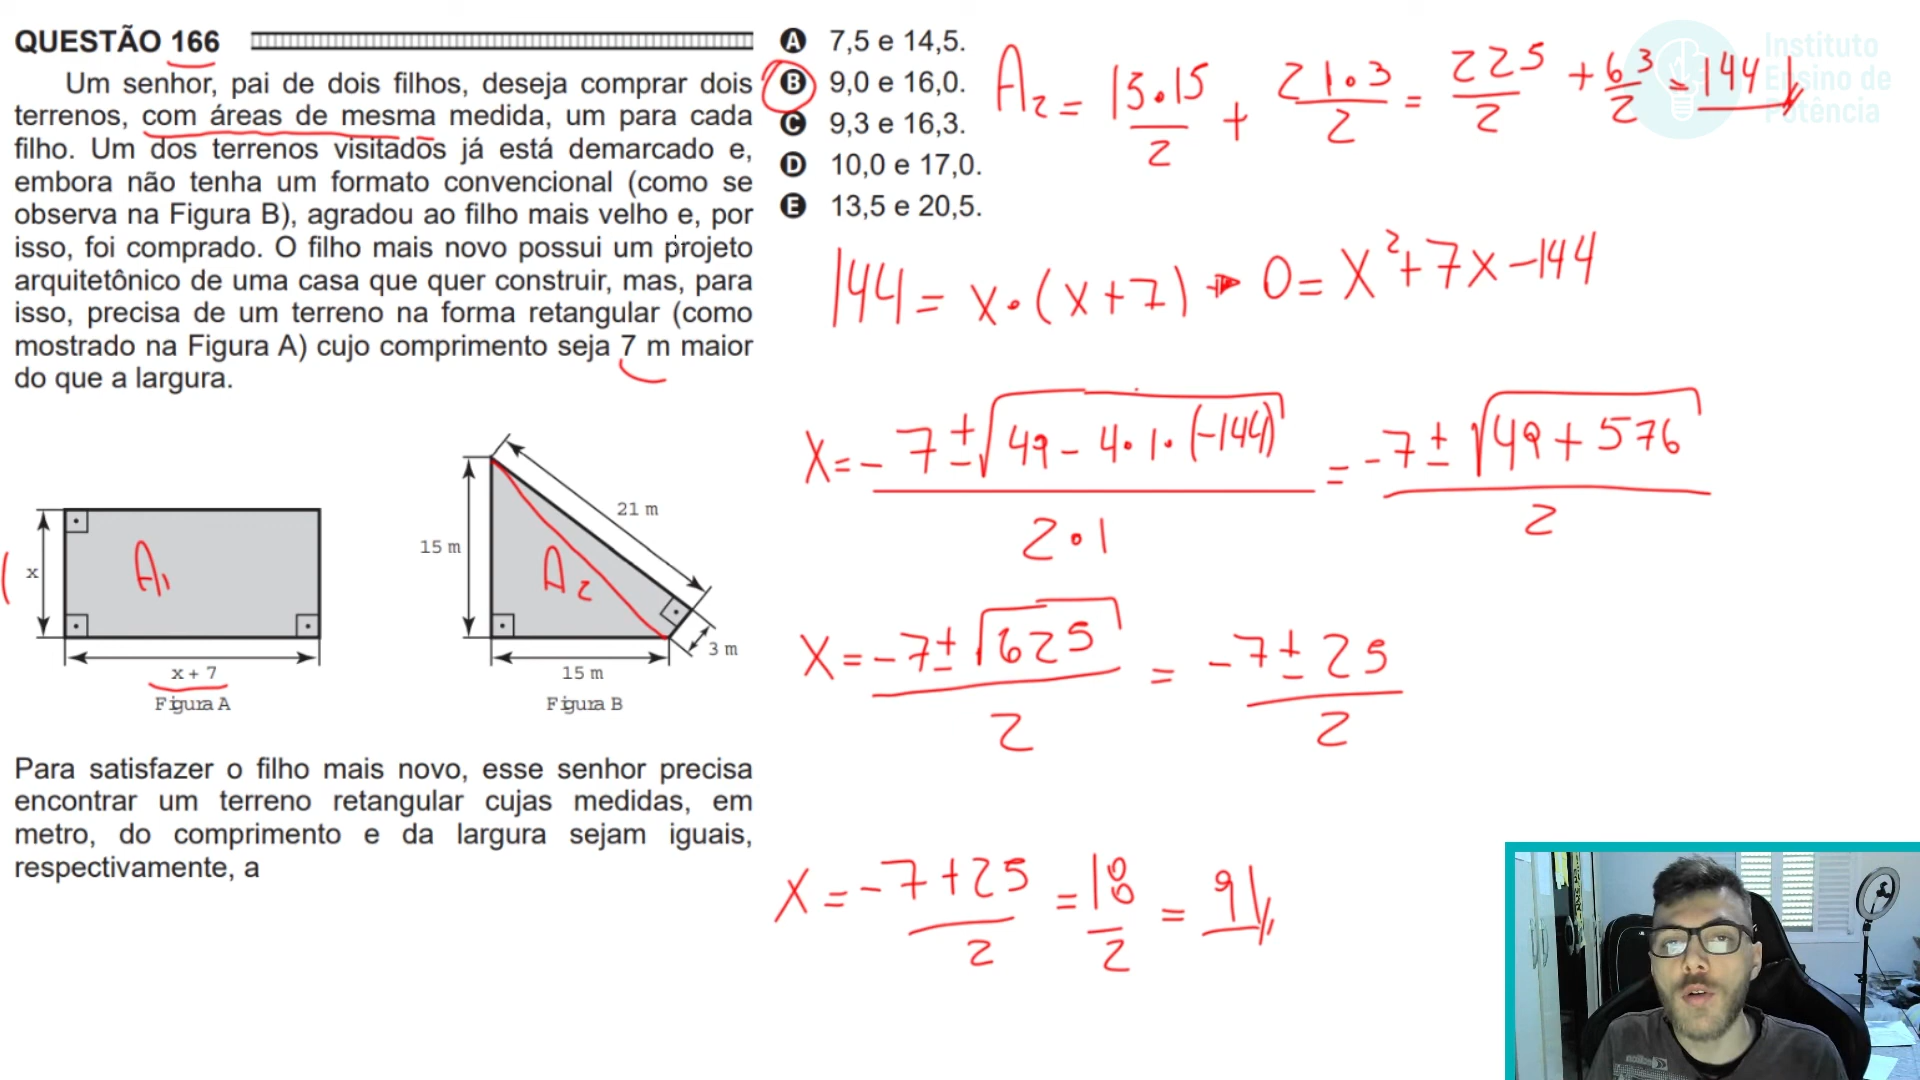 QUESTÃO 166
Um senhor, pai de dois filhos, deseja comprar dois
terrenos, com áreas de mesma medida, um para cada
filho. Um dos terrenos visitados já está demarcado e,
embora não tenha um formato convencional (como se
observa na Figura B), agradou ao filho mais velho e, por
isso, foi comprado. O filho mais novo possui um projeto
arquitetônico de uma casa que quer construir, mas, para
isso, precisa de um terreno na forma retangular (como
mostrado na Figura A) cujo comprimento seja 7 m maior
do que a largura.
x
A1
x + 7
Figura A
15 m
A2
21 m
3 m
15 m
Figura B
Para satisfazer o filho mais novo, esse senhor precisa
encontrar um terreno retangular cujas medidas, em
metro, do comprimento e da largura sejam iguais,
respectivamente, a
A 7,5 e 14,5.
B 9,0 e 16,0.
C 9,3 e 16,3.
D 10,0 e 17,0.
E 13,5 e 20,5.
Instituto
Ensino de
Potência
A2 = 15·15/2 + 21·3/2 = 225/2 + 63/2 = 144
144 = x·(x+7) → 0 = x²+7x-144
x = -7±√49-4·1·(-144)/2·1 = -7±√49+576/2
x = -7±√625/2 = -7±25/2
x = -7+25/2 = 18/2 = 9